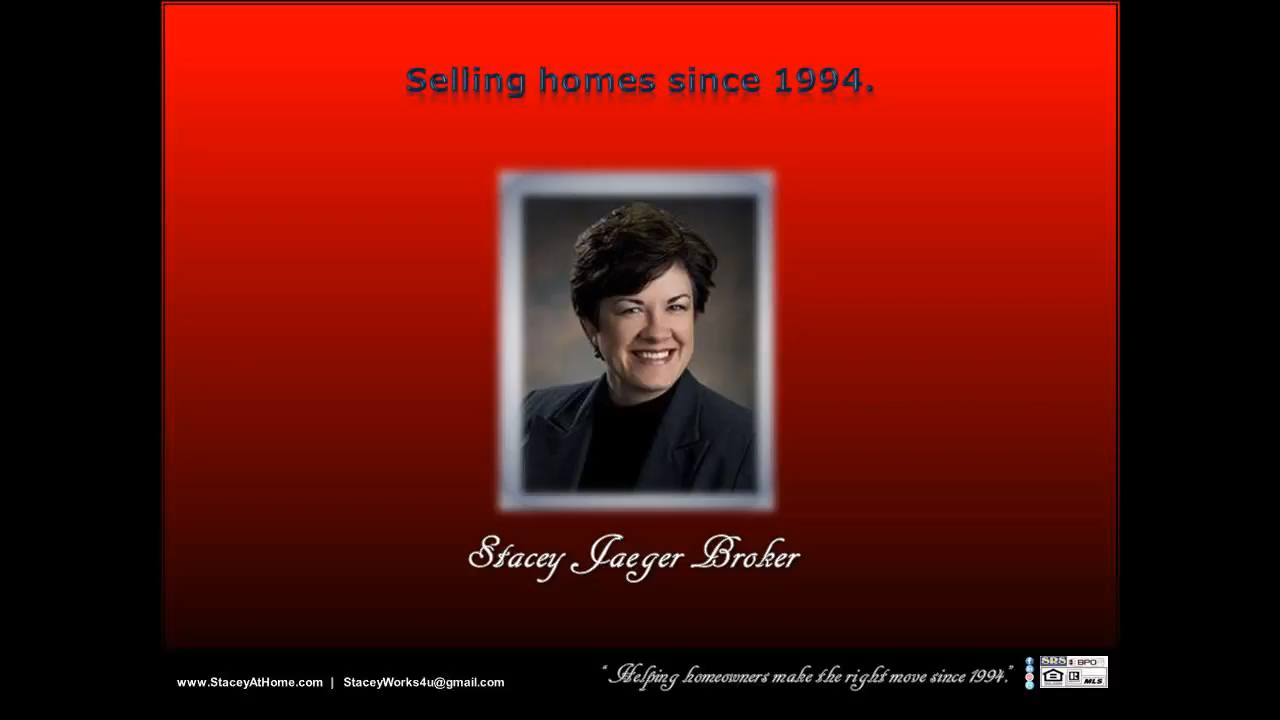 Selling homes since 1994.
Stacey Jaeger Broker
www.StaceyAtHome.com | StaceyWorks4u@gmail.com
“Helping homeowners make the right move since 1994.”
SRS BPO
R MLS